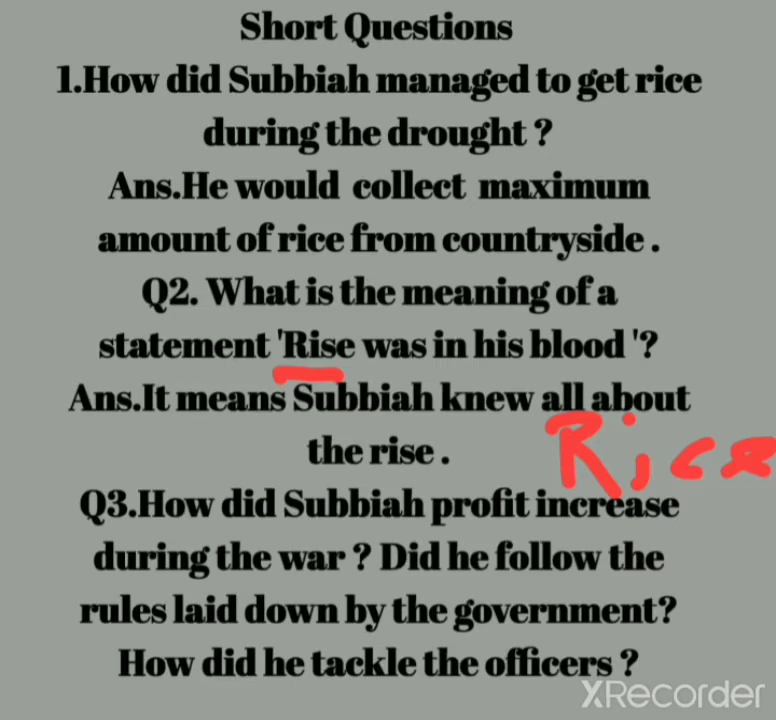 Short Questions
1.How did Subbiah managed to get rice
during the drought ?
Ans.He would collect maximum
amount of rice from countryside .
Q2. What is the meaning of a
statement 'Rise was in his blood '?
Ans.It means Subbiah knew all about
the rise .
Rice
Q3.How did Subbiah profit increase
during the war ? Did he follow the
rules laid down by the government?
How did he tackle the officers ?
XRecorder